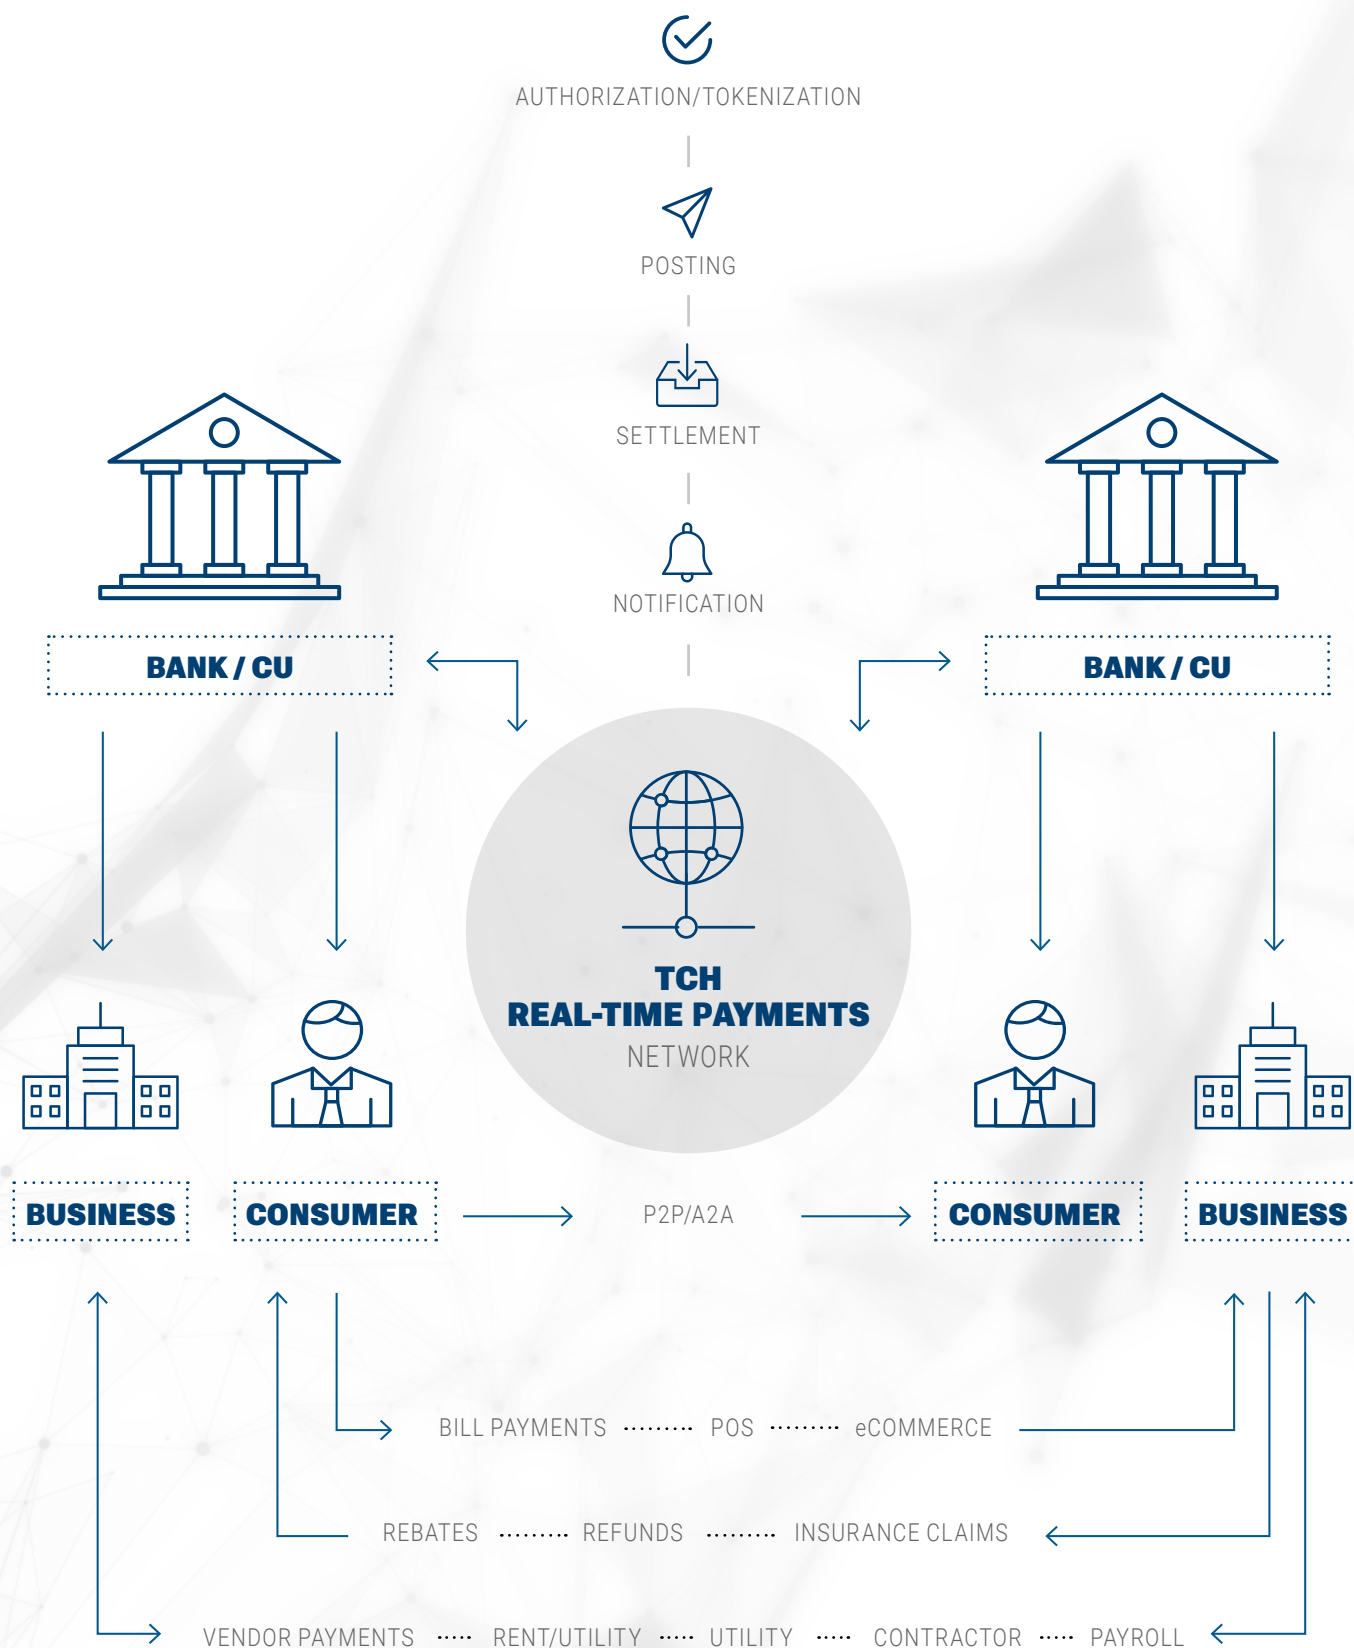 AUTHORIZATION/TOKENIZATION
POSTING
SETTLEMENT
NOTIFICATION
BANK / CU
BANK / CU
TCH
REAL-TIME PAYMENTS
NETWORK
BUSINESS
CONSUMER
P2P/A2A
CONSUMER
BUSINESS
BILL PAYMENTS ········· POS ········· eCOMMERCE
REBATES ········· REFUNDS ········· INSURANCE CLAIMS
VENDOR PAYMENTS ····· RENT/UTILITY ····· UTILITY ····· CONTRACTOR ····· PAYROLL